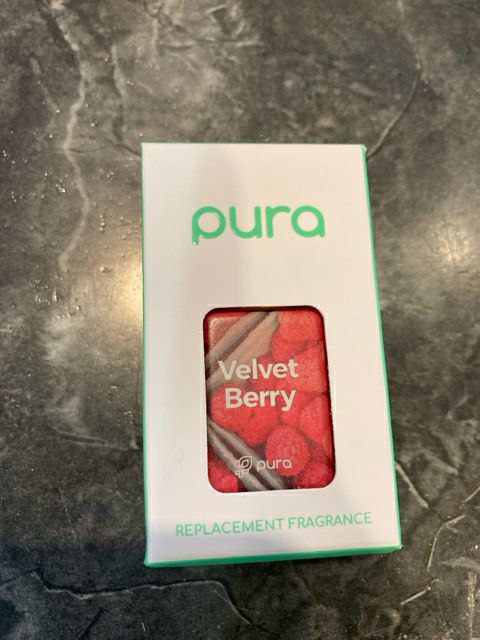 pura
Velvet
Berry
pura
REPLACEMENT FRAGRANCE